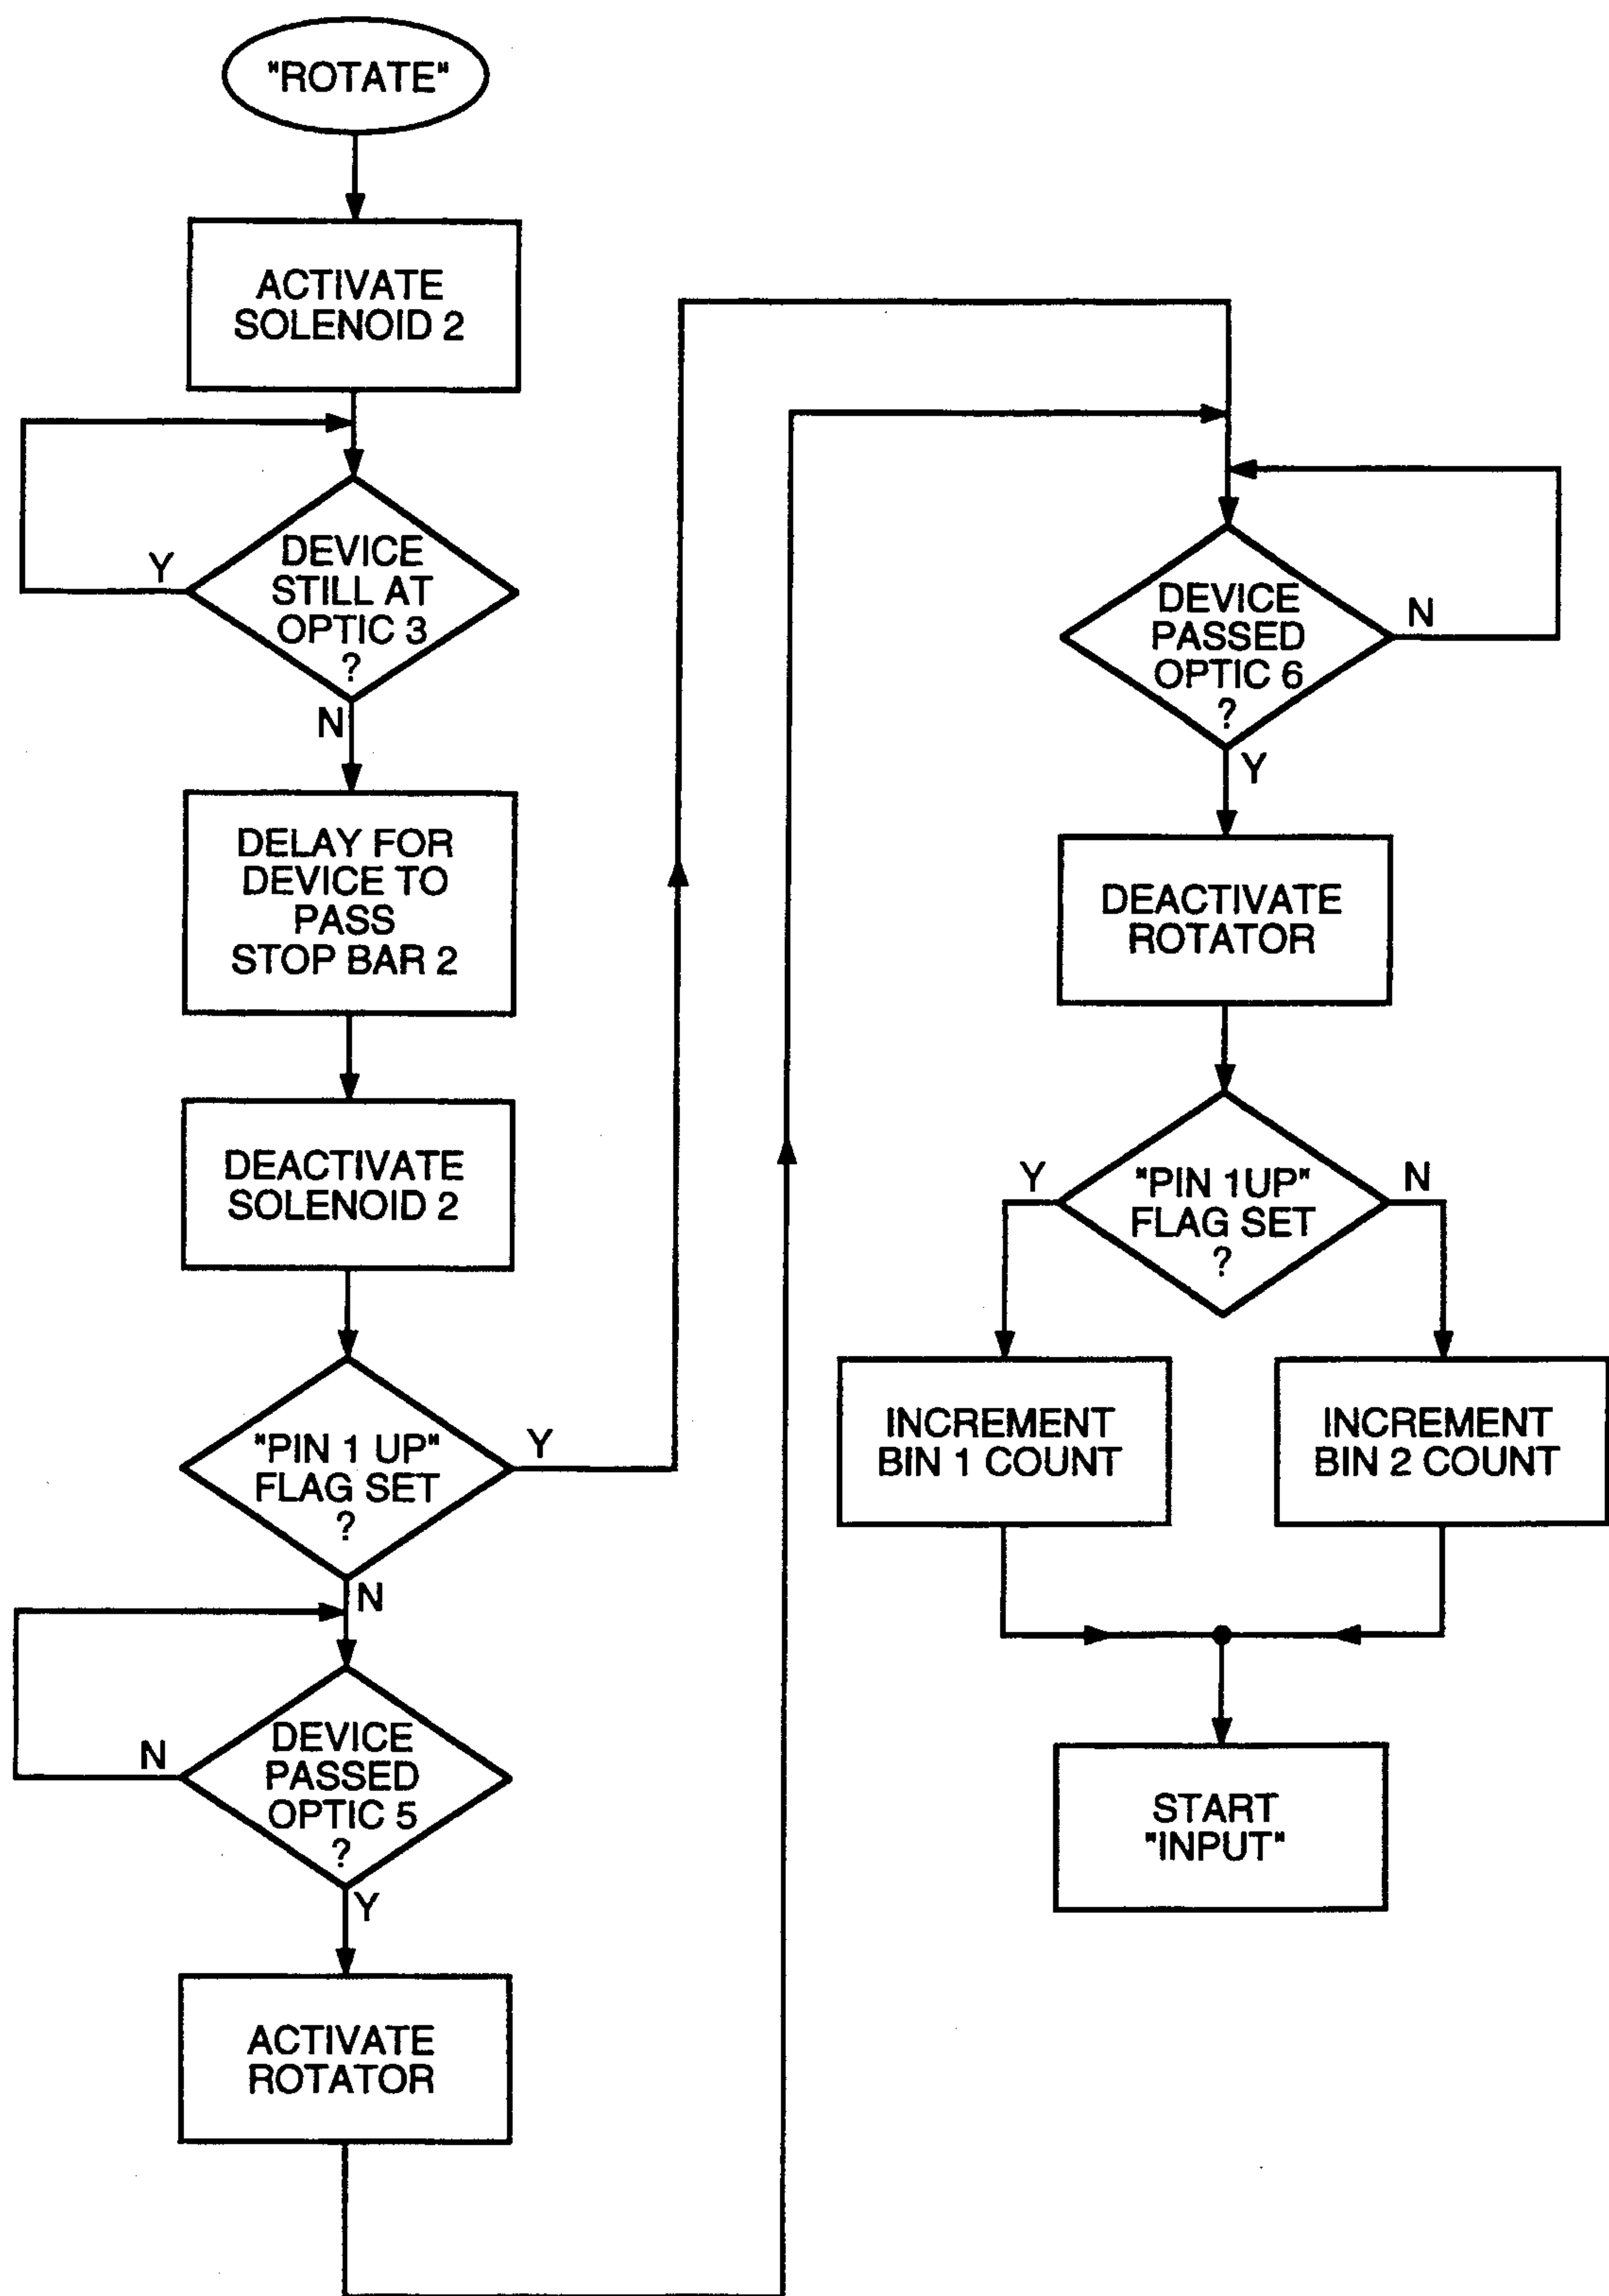 "ROTATE"
ACTIVATE
SOLENOID 2
DEVICE
STILL AT
OPTIC 3
?
Y
N
DELAY FOR
DEVICE TO
PASS
STOP BAR 2
DEACTIVATE
SOLENOID 2
"PIN 1 UP"
FLAG SET
?
Y
N
DEVICE
PASSED
OPTIC 5
?
N
Y
ACTIVATE
ROTATOR
DEVICE
PASSED
OPTIC 6
?
N
Y
DEACTIVATE
ROTATOR
"PIN 1UP"
FLAG SET
?
Y
N
INCREMENT
BIN 1 COUNT
INCREMENT
BIN 2 COUNT
START
"INPUT"